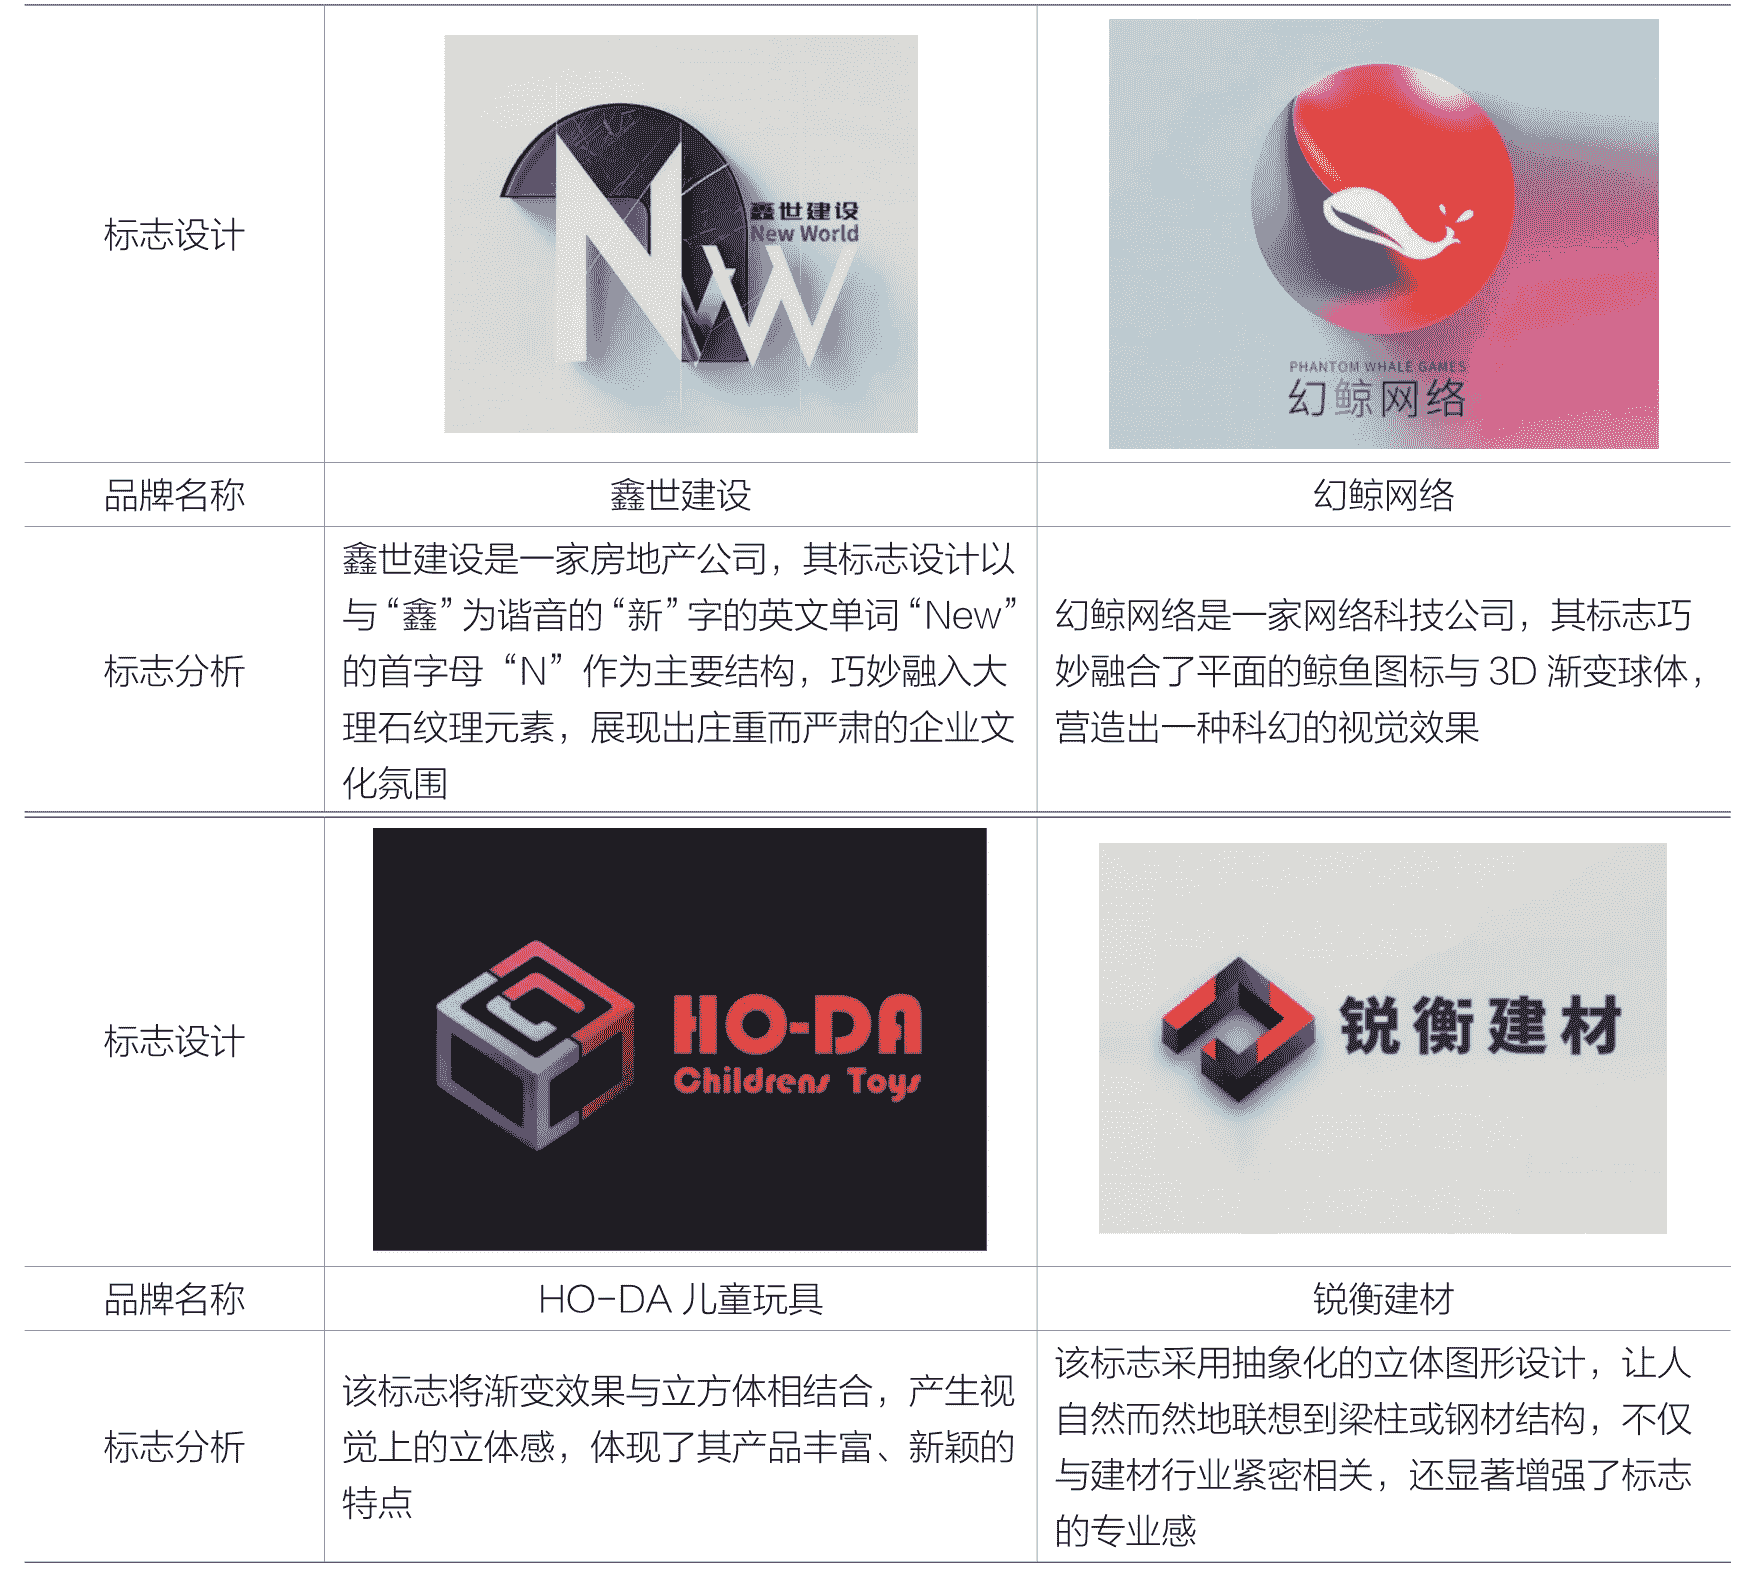 标志设计
鑫世建设
New World
NW
PHANTOM WHALE GAMES
幻鲸网络
品牌名称
鑫世建设
幻鲸网络
标志分析
鑫世建设是一家房地产公司，其标志设计以
与“鑫”为谐音的“新”字的英文单词“New”
的首字母“N”作为主要结构，巧妙融入大
理石纹理元素，展现出庄重而严肃的企业文
化氛围
幻鲸网络是一家网络科技公司，其标志巧
妙融合了平面的鲸鱼图标与 3D 渐变球体，
营造出一种科幻的视觉效果
标志设计
HO-DA
Childrens Toys
锐衡建材
品牌名称
HO-DA 儿童玩具
锐衡建材
标志分析
该标志将渐变效果与立方体相结合，产生视
觉上的立体感，体现了其产品丰富、新颖的
特点
该标志采用抽象化的立体图形设计，让人
自然而然地联想到梁柱或钢材结构，不仅
与建材行业紧密相关，还显著增强了标志
的专业感